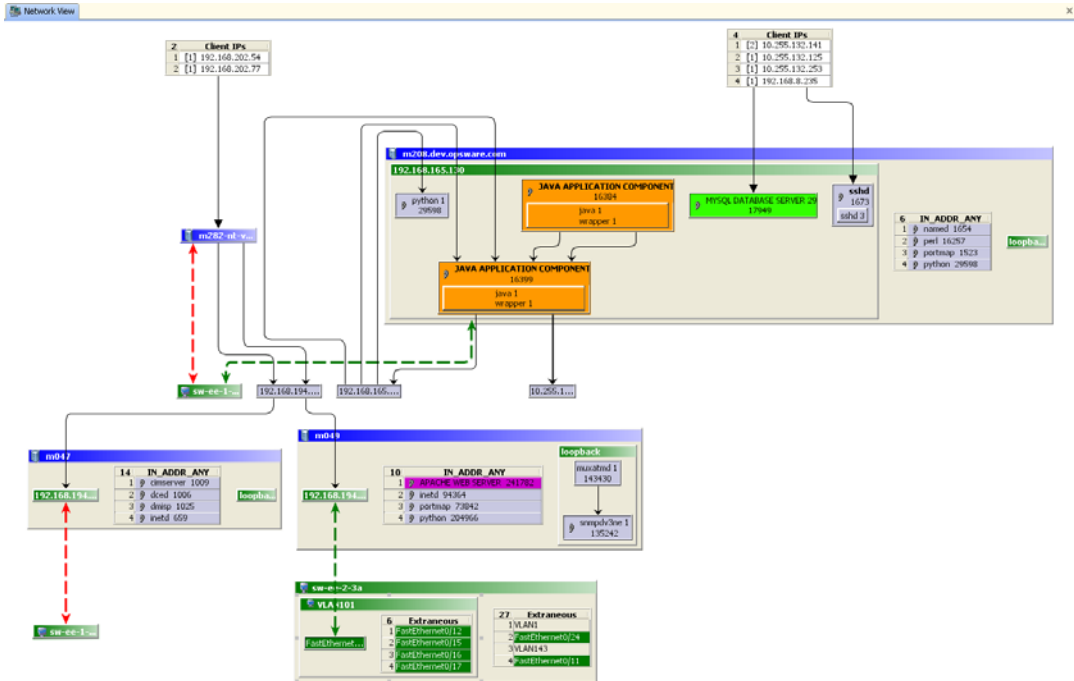 Network View
2 Client IPs
1 [1] 192.168.202.54
2 [1] 192.168.202.77
4 Client IPs
1 [2] 10.255.132.141
2 [1] 10.255.132.125
3 [1] 10.255.132.253
4 [1] 192.168.8.235
m208.dev.opsware.com
192.168.165.130
python 1
29598
JAVA APPLICATION COMPONENT
16384
java 1
wrapper 1
MYSQL DATABASE SERVER 29
17949
sshd
1673
sshd 3
6 IN_ADDR_ANY
1 named 1654
2 perl 16257
3 portmap 1523
4 python 29598
loopba...
m282-nt-v...
JAVA APPLICATION COMPONENT
16399
java 1
wrapper 1
sw-ee-1-...
192.168.194....
192.168.165....
10.255.1...
m047
192.168.194...
14 IN_ADDR_ANY
1 cimserver 1009
2 dced 1006
3 dmisp 1025
4 inetd 659
loopba...
sw-ee-1-...
m049
192.168.194...
10 IN_ADDR_ANY
1 APACHE WEB SERVER 241782
2 inetd 94364
3 portmap 73842
4 python 204966
loopback
muxatmd 1
143430
snmpdv3ne 1
135242
sw-ee-2-3a
VLAN101
FastEthernet...
6 Extraneous
1 FastEthernet0/12
2 FastEthernet0/15
3 FastEthernet0/16
4 FastEthernet0/17
27 Extraneous
1 VLAN1
2 FastEthernet0/24
3 VLAN143
4 FastEthernet0/11